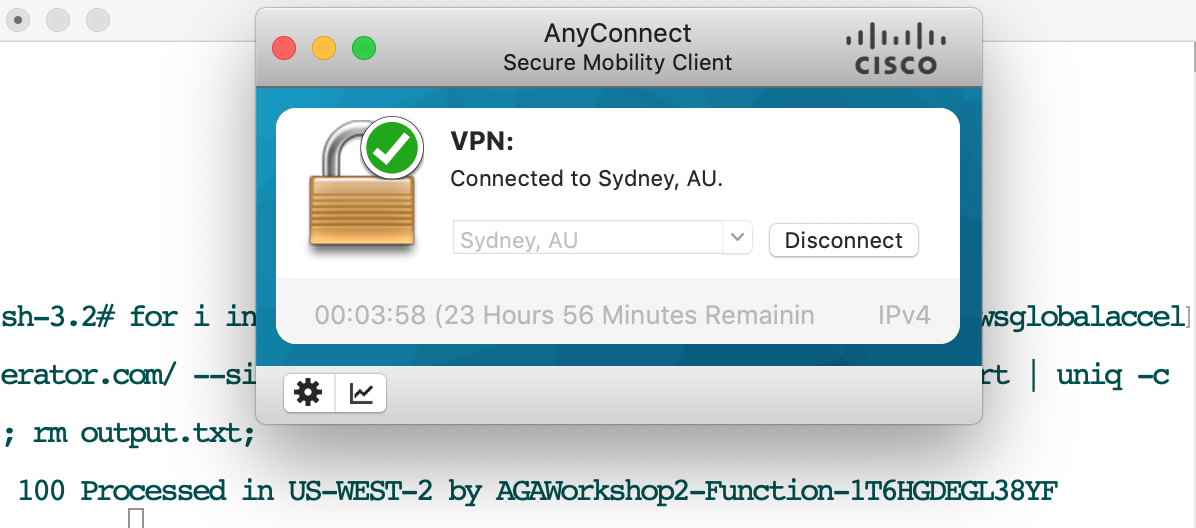 AnyConnect
Secure Mobility Client
CISCO
VPN:
Connected to Sydney, AU.
Sydney, AU
Disconnect
00:03:58 (23 Hours 56 Minutes Remainin
IPv4
sh-3.2# for i in wsglobalaccel
erator.com/ --si rt | uniq -c
; rm output.txt;
100 Processed in US-WEST-2 by AGAWorkshop2-Function-1T6HGDEGL38YF